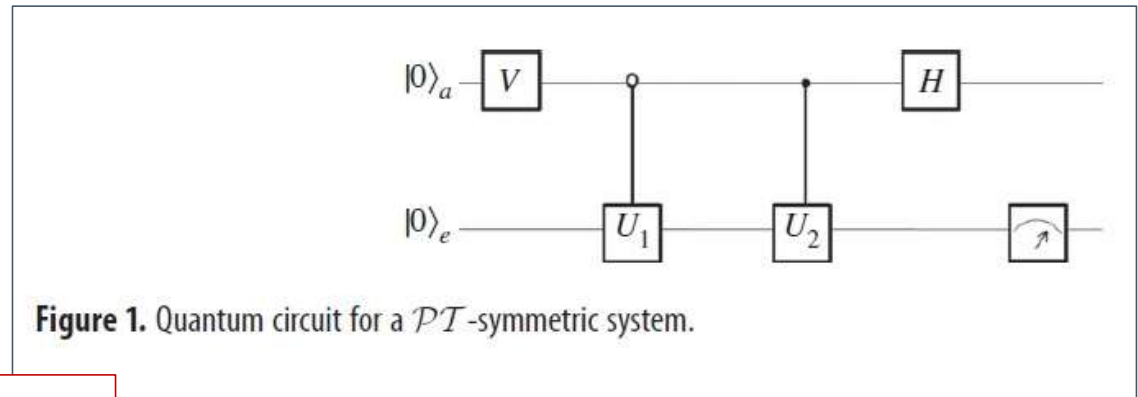 |0⟩a V H
|0⟩e U1 U2
Figure 1. Quantum circuit for a 𝒫𝒯-symmetric system.